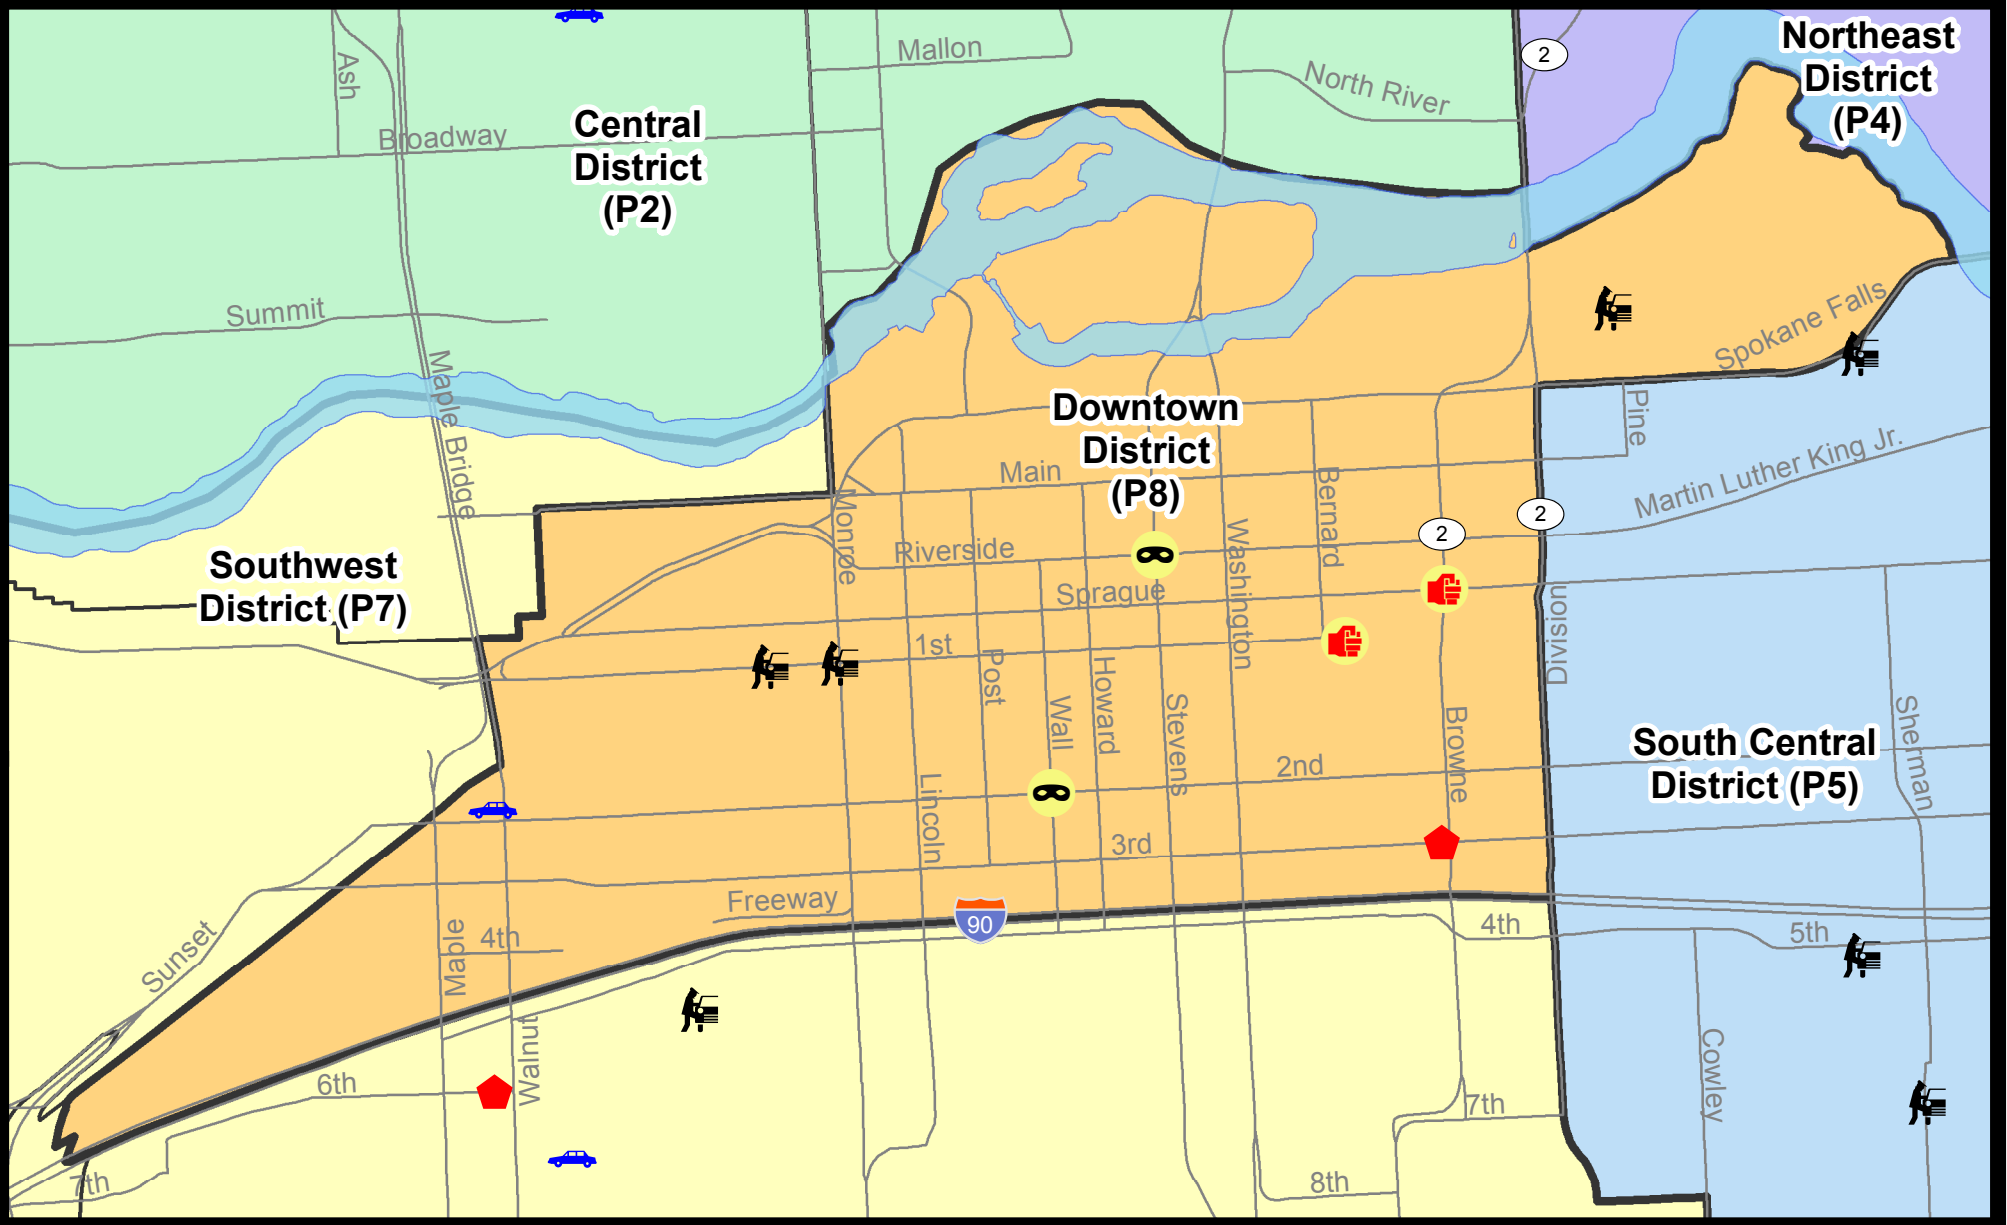 Northeast
District
(P4)
2
Mallon
Ash
North River
Central
District
(P2)
Broadway
Summit
Spokane Falls
Maple Bridge
Downtown
District
(P8)
Pine
Main
Bernard
Martin Luther King Jr.
Monroe
2
2
Riverside
Washington
Southwest
District (P7)
Sprague
Division
1st
Post
Howard
Wall
Stevens
Browne
Sherman
South Central
District (P5)
2nd
Lincoln
3rd
Freeway
90
4th
5th
Sunset
4th
Maple
Walnut
6th
Cowley
7th
7th
8th